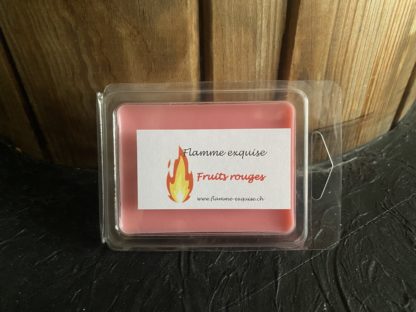 Flamme exquise
Fruits rouges
www.flamme-exquise.ch